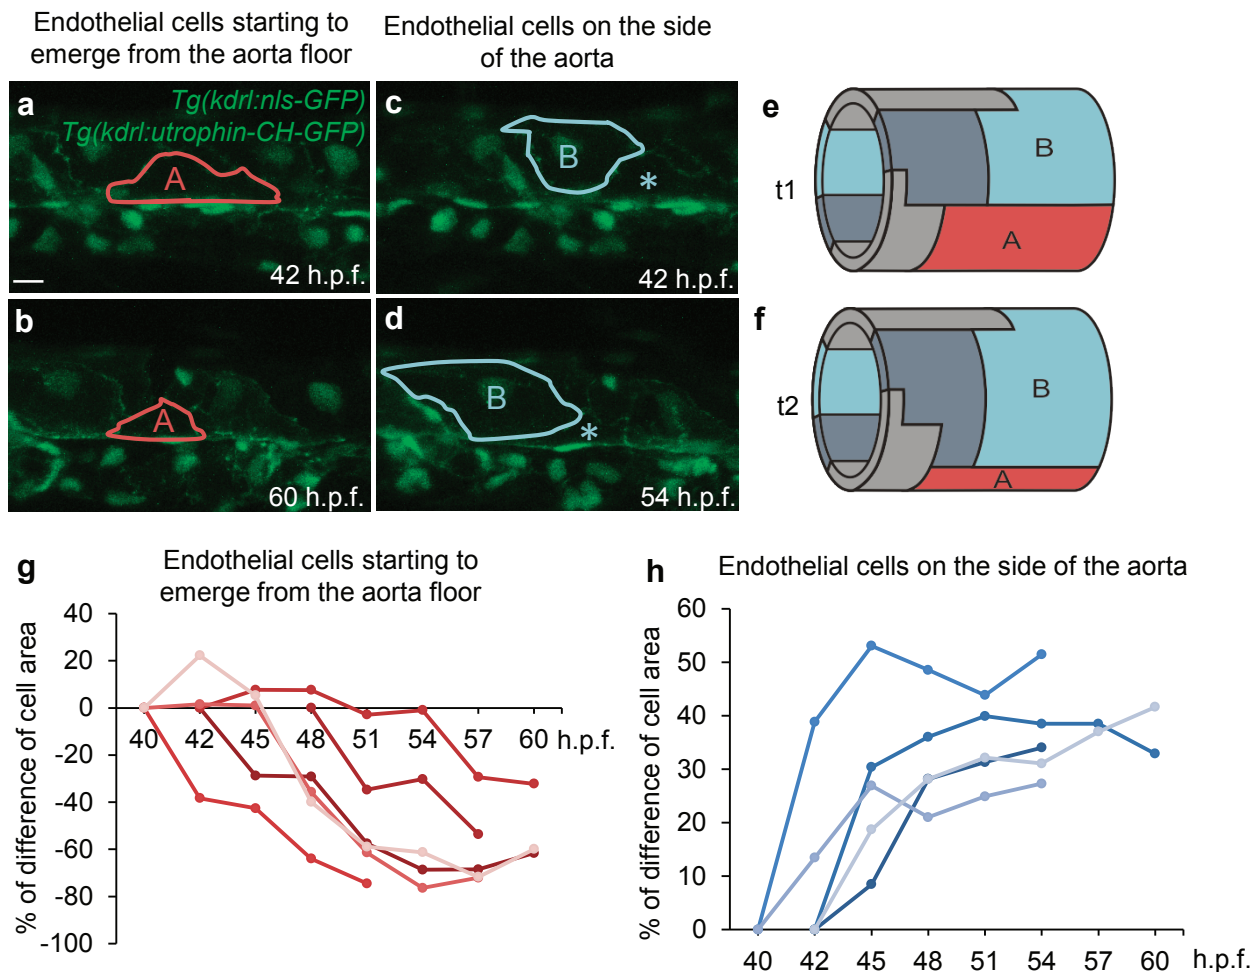 Endothelial cells starting to
emerge from the aorta floor
Endothelial cells on the side
of the aorta
a
Tg(kdrl:nls-GFP)
Tg(kdrl:utrophin-CH-GFP)
A
42 h.p.f.
c
B
*
42 h.p.f.
e
t1
B
A
b
A
60 h.p.f.
d
B
*
54 h.p.f.
f
t2
B
A
g
Endothelial cells starting to
emerge from the aorta floor
% of difference of cell area
40
20
0
-20
-40
-60
-80
-100
40 42 45 48 51 54 57 60 h.p.f.
h
Endothelial cells on the side of the aorta
% of difference of cell area
60
50
40
30
20
10
0
40 42 45 48 51 54 57 60 h.p.f.